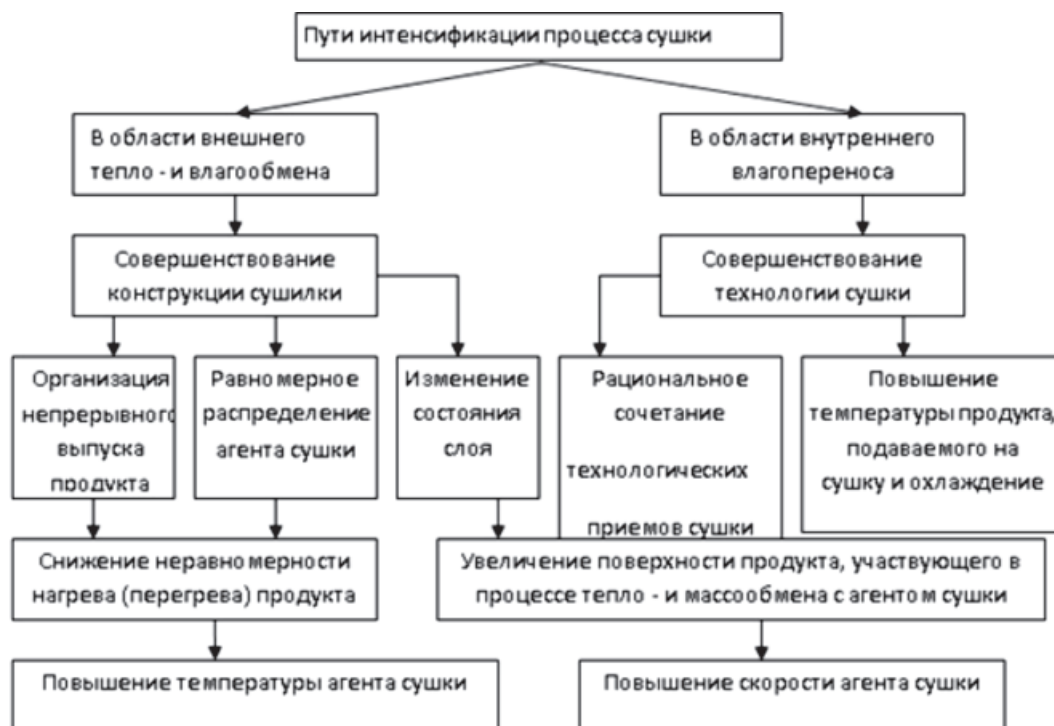 Пути интенсификации процесса сушки
В области внешнего
тепло - и влагообмена
В области внутреннего
влагопереноса
Совершенствование
конструкции сушилки
Совершенствование
технологии сушки
Организация
непрерывного
выпуска
продукта
Равномерное
распределение
агента сушки
Изменение
состояния
слоя
Рациональное
сочетание
технологических
приемов сушки
Повышение
температуры продукта,
подаваемого на
сушку и охлаждение
Снижение неравномерности
нагрева (перегрева) продукта
Увеличение поверхности продукта, участвующего в
процессе тепло - и массообмена с агентом сушки
Повышение температуры агента сушки
Повышение скорости агента сушки